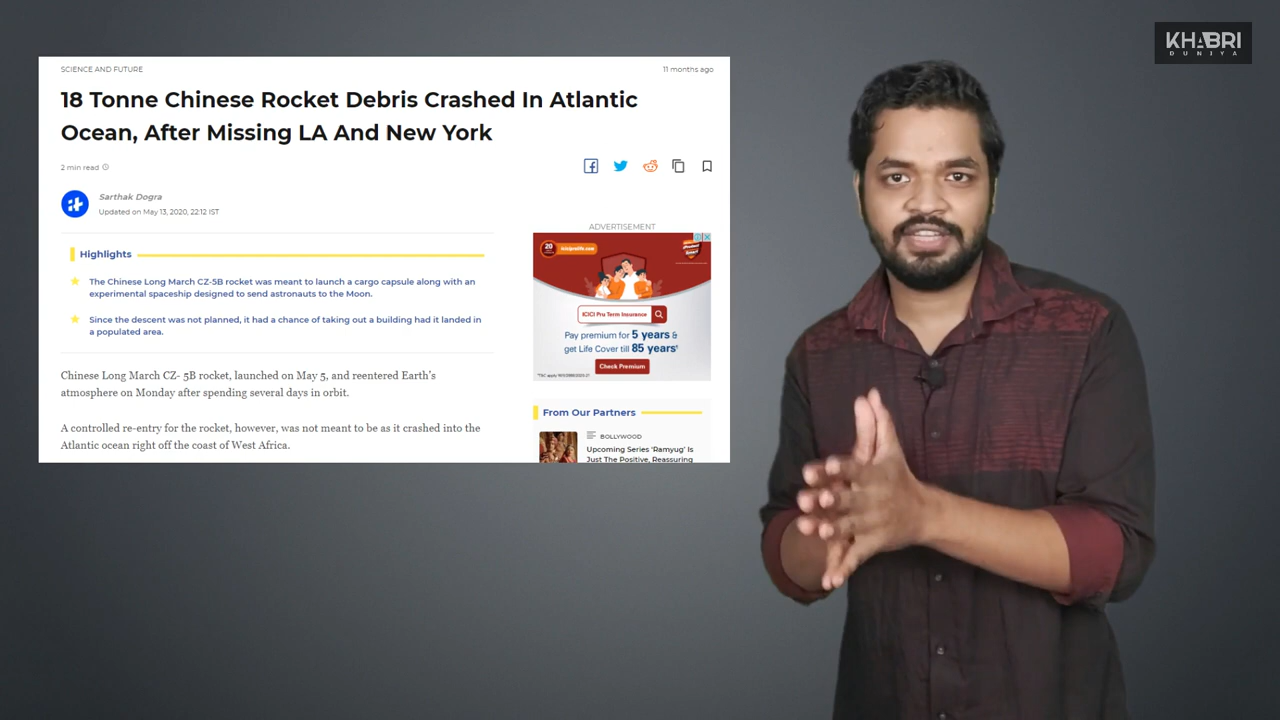 KHABRI
DUNIYA
SCIENCE AND FUTURE
11 months ago
18 Tonne Chinese Rocket Debris Crashed In Atlantic
Ocean, After Missing LA And New York
2 min read
Sarthak Dogra
Updated on May 13, 2020, 22:12 IST
Highlights
The Chinese Long March CZ-5B rocket was meant to launch a cargo capsule along with an
experimental spaceship designed to send astronauts to the Moon.
Since the descent was not planned, it had a chance of taking out a building had it landed in
a populated area.
Chinese Long March CZ- 5B rocket, launched on May 5, and reentered Earth's
atmosphere on Monday after spending several days in orbit.
A controlled re-entry for the rocket, however, was not meant to be as it crashed into the
Atlantic ocean right off the coast of West Africa.
ADVERTISEMENT
20
ICICI Pru Term Insurance
Pay premium for 5 years &
get Life Cover till 85 years
Check Premium
From Our Partners
BOLLYWOOD
Upcoming Series 'Ramyug' Is
Just The Positive, Reassuring